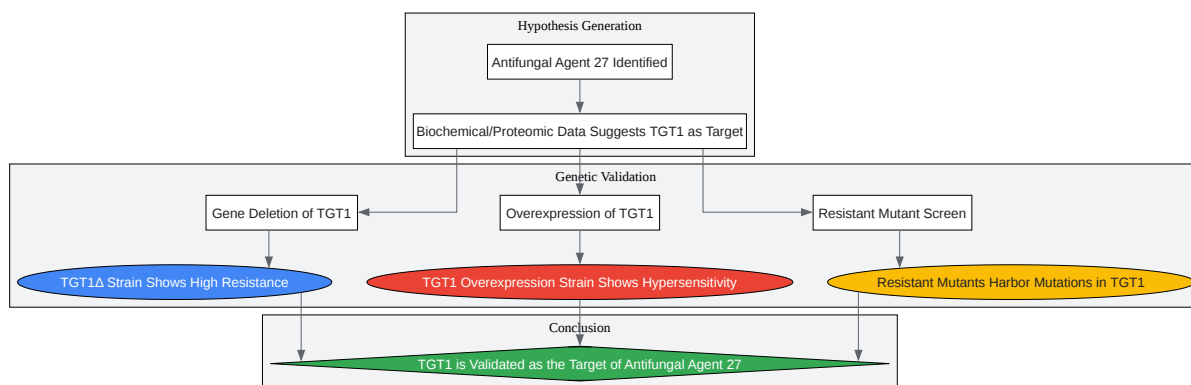 Hypothesis Generation
Antifungal Agent 27 Identified
Biochemical/Proteomic Data Suggests TGT1 as Target
Genetic Validation
Gene Deletion of TGT1
Overexpression of TGT1
Resistant Mutant Screen
TGT1Δ Strain Shows High Resistance
TGT1 Overexpression Strain Shows Hypersensitivity
Resistant Mutants Harbor Mutations in TGT1
Conclusion
TGT1 is Validated as the Target of Antifungal Agent 27